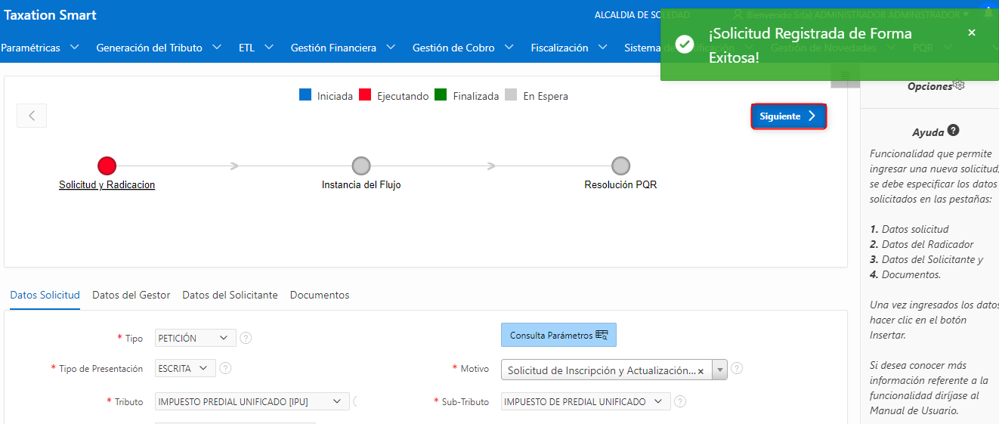 Taxation Smart
ALCALDIA DE SOLEDAD
Bienvenido Sr(a) ADMINISTRADOR ADMINISTRADOR
¡Solicitud Registrada de Forma
Exitosa!
Paramétricas
Generación del Tributo
ETL
Gestión Financiera
Gestión de Cobro
Fiscalización
Sistema
Gestión de Novedades
PQR
Iniciada
Ejecutando
Finalizada
En Espera
Siguiente
Solicitud y Radicacion
Instancia del Flujo
Resolución PQR
Opciones
Ayuda
Funcionalidad que permite
ingresar una nueva solicitud,
se debe especificar los datos
solicitados en las pestañas:
1. Datos solicitud
2. Datos del Radicador
3. Datos del Solicitante y
4. Documentos.
Una vez ingresados los datos
hacer clic en el botón
Insertar.
Si desea conocer más
información referente a la
funcionalidad diríjase al
Manual de Usuario.
Datos Solicitud
Datos del Gestor
Datos del Solicitante
Documentos
* Tipo
PETICIÓN
Consulta Parámetros
* Tipo de Presentación
ESCRITA
* Motivo
Solicitud de Inscripción y Actualización...
* Tributo
IMPUESTO PREDIAL UNIFICADO [IPU]
* Sub-Tributo
IMPUESTO DE PREDIAL UNIFICADO